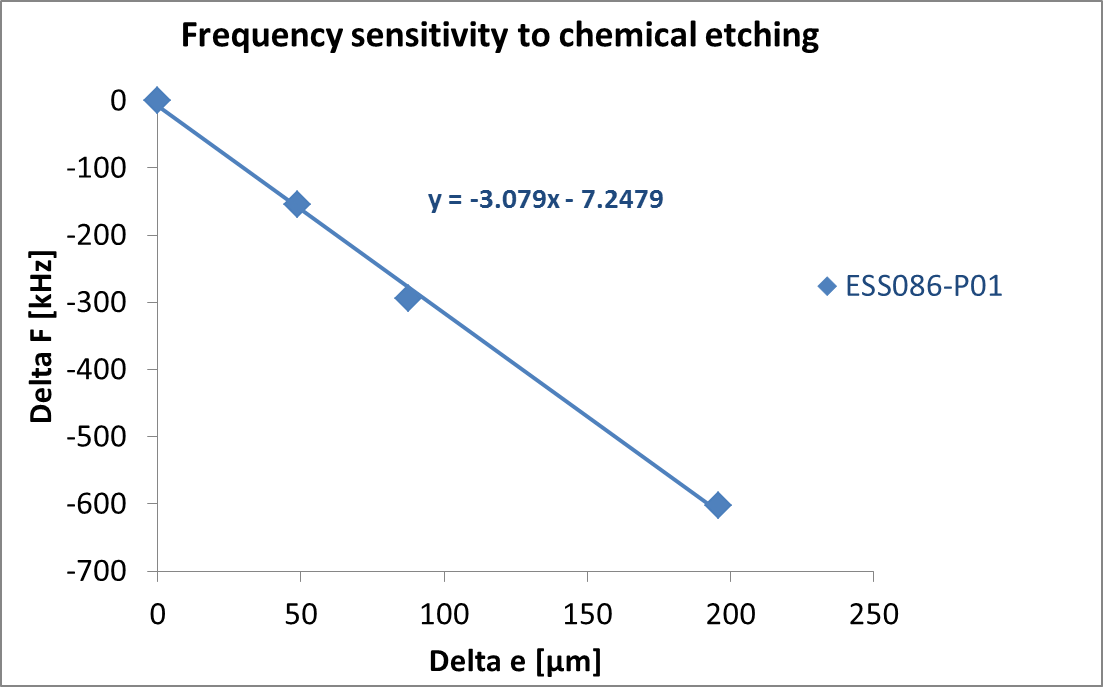 Frequency sensitivity to chemical etching
0
-100
-200
-300
-400
-500
-600
-700
Delta F [kHz]
y = -3.079x - 7.2479
ESS086-P01
0 50 100 150 200 250
Delta e [µm]